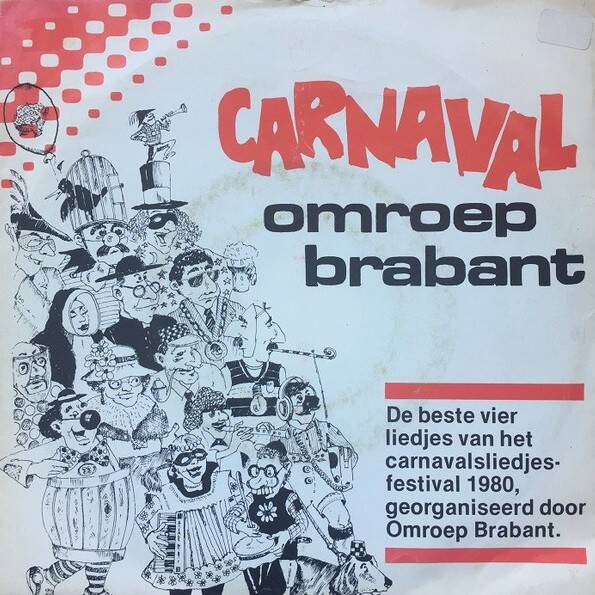 CARNAVAL
omroep
brabant
De beste vier
liedjes van het
carnavalsliedjes-
festival 1980,
georganiseerd door
Omroep Brabant.